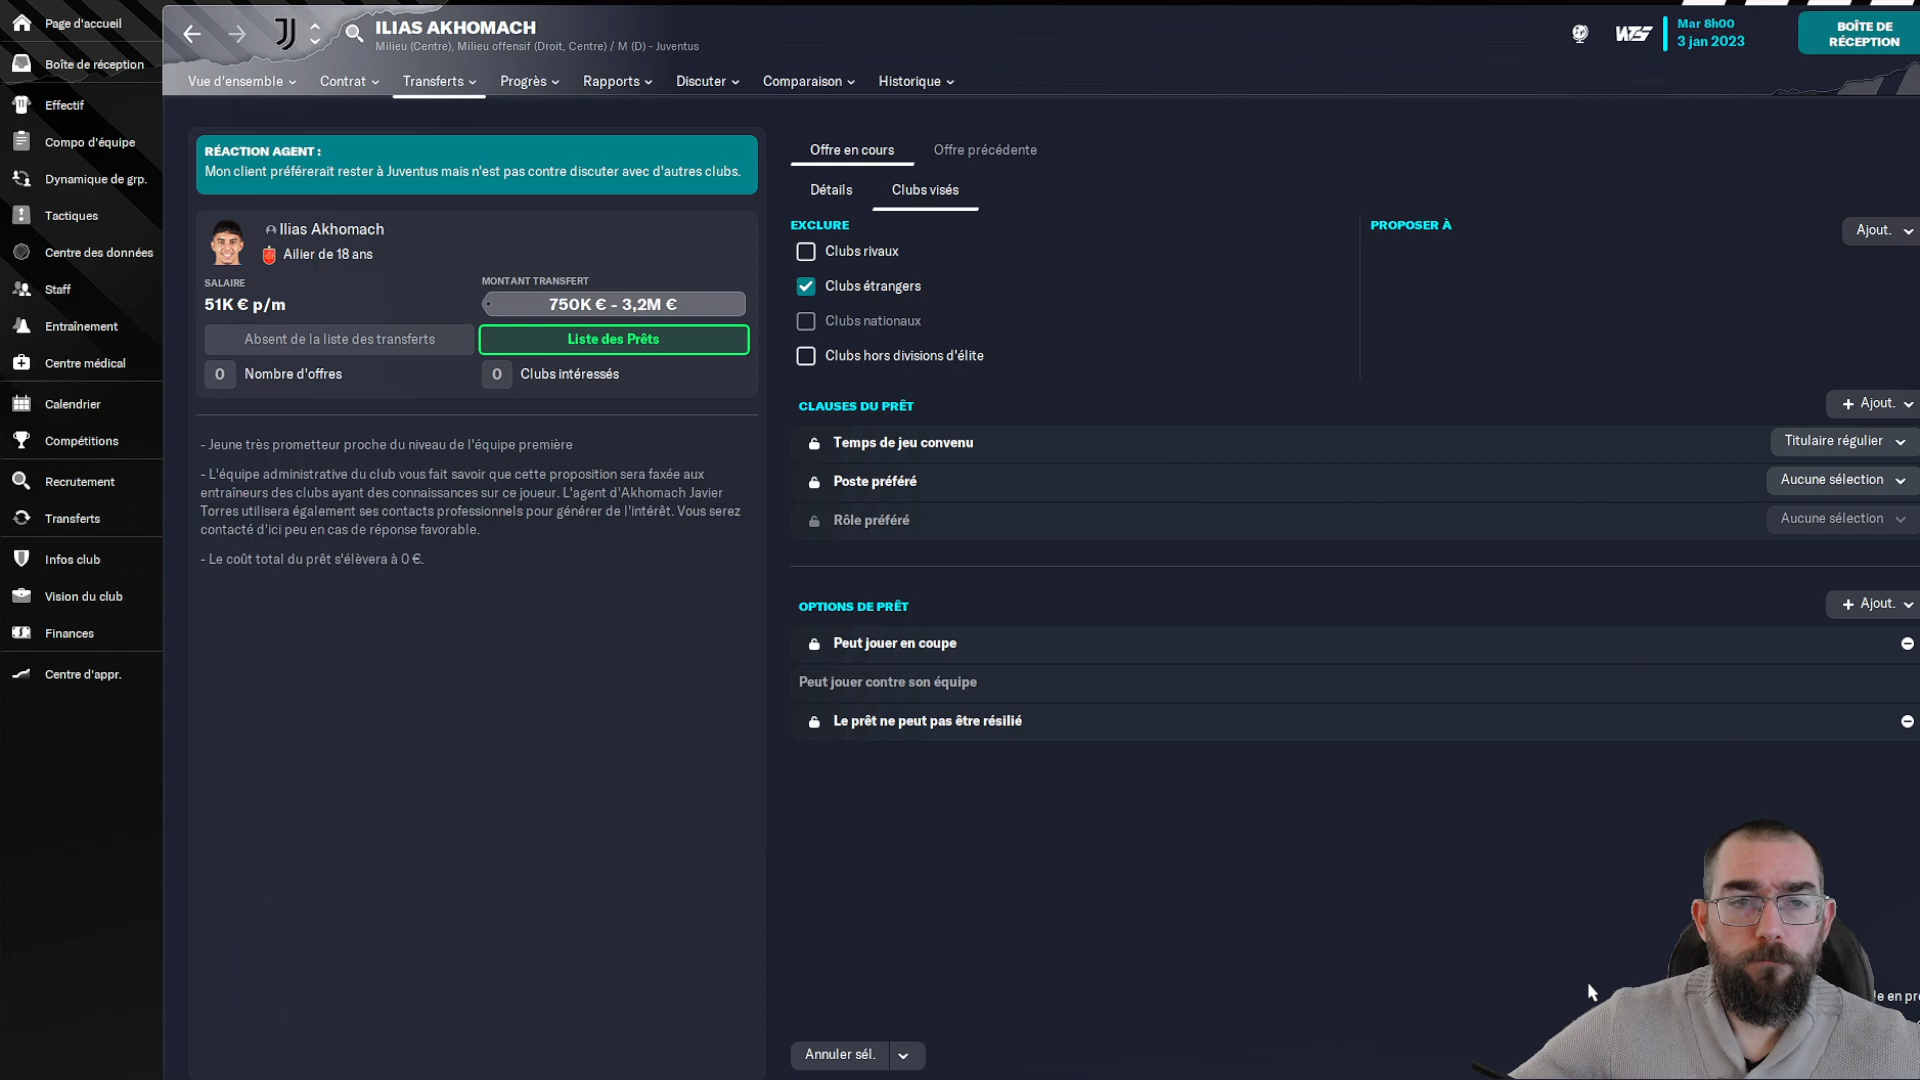 Page d'accueil
Boîte de réception
Effectif
Compo d'équipe
Dynamique de grp.
Tactiques
Centre des données
Staff
Entraînement
Centre médical
Calendrier
Compétitions
Recrutement
Transferts
Infos club
Vision du club
Finances
Centre d'appr.
ILIAS AKHOMACH
Milieu (Centre), Milieu offensif (Droit, Centre) / M (D) - Juventus
Mar 8h00
3 jan 2023
BOÎTE DE
RÉCEPTION
Vue d'ensemble
Contrat
Transferts
Progrès
Rapports
Discuter
Comparaison
Historique
RÉACTION AGENT :
Mon client préférerait rester à Juventus mais n'est pas contre discuter avec d'autres clubs.
Ilias Akhomach
Ailier de 18 ans
SALAIRE
51K € p/m
MONTANT TRANSFERT
750K € - 3,2M €
Absent de la liste des transferts
Liste des Prêts
0 Nombre d'offres
0 Clubs intéressés
- Jeune très prometteur proche du niveau de l'équipe première
- L'équipe administrative du club vous fait savoir que cette proposition sera faxée aux
entraîneurs des clubs ayant des connaissances sur ce joueur. L'agent d'Akhomach Javier
Torres utilisera également ses contacts professionnels pour générer de l'intérêt. Vous serez
contacté d'ici peu en cas de réponse favorable.
- Le coût total du prêt s'élèvera à 0 €.
Offre en cours
Offre précédente
Détails
Clubs visés
EXCLURE
Clubs rivaux
Clubs étrangers
Clubs nationaux
Clubs hors divisions d'élite
PROPOSER À
Ajout.
CLAUSES DU PRÊT
+ Ajout.
Temps de jeu convenu
Titulaire régulier
Poste préféré
Aucune sélection
Rôle préféré
Aucune sélection
OPTIONS DE PRÊT
+ Ajout.
Peut jouer en coupe
Peut jouer contre son équipe
Le prêt ne peut pas être résilié
Annuler sél.